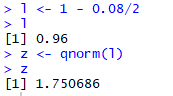 > l <- 1 - 0.08/2
> l
[1] 0.96
> z <- qnorm(l)
> z
[1] 1.750686